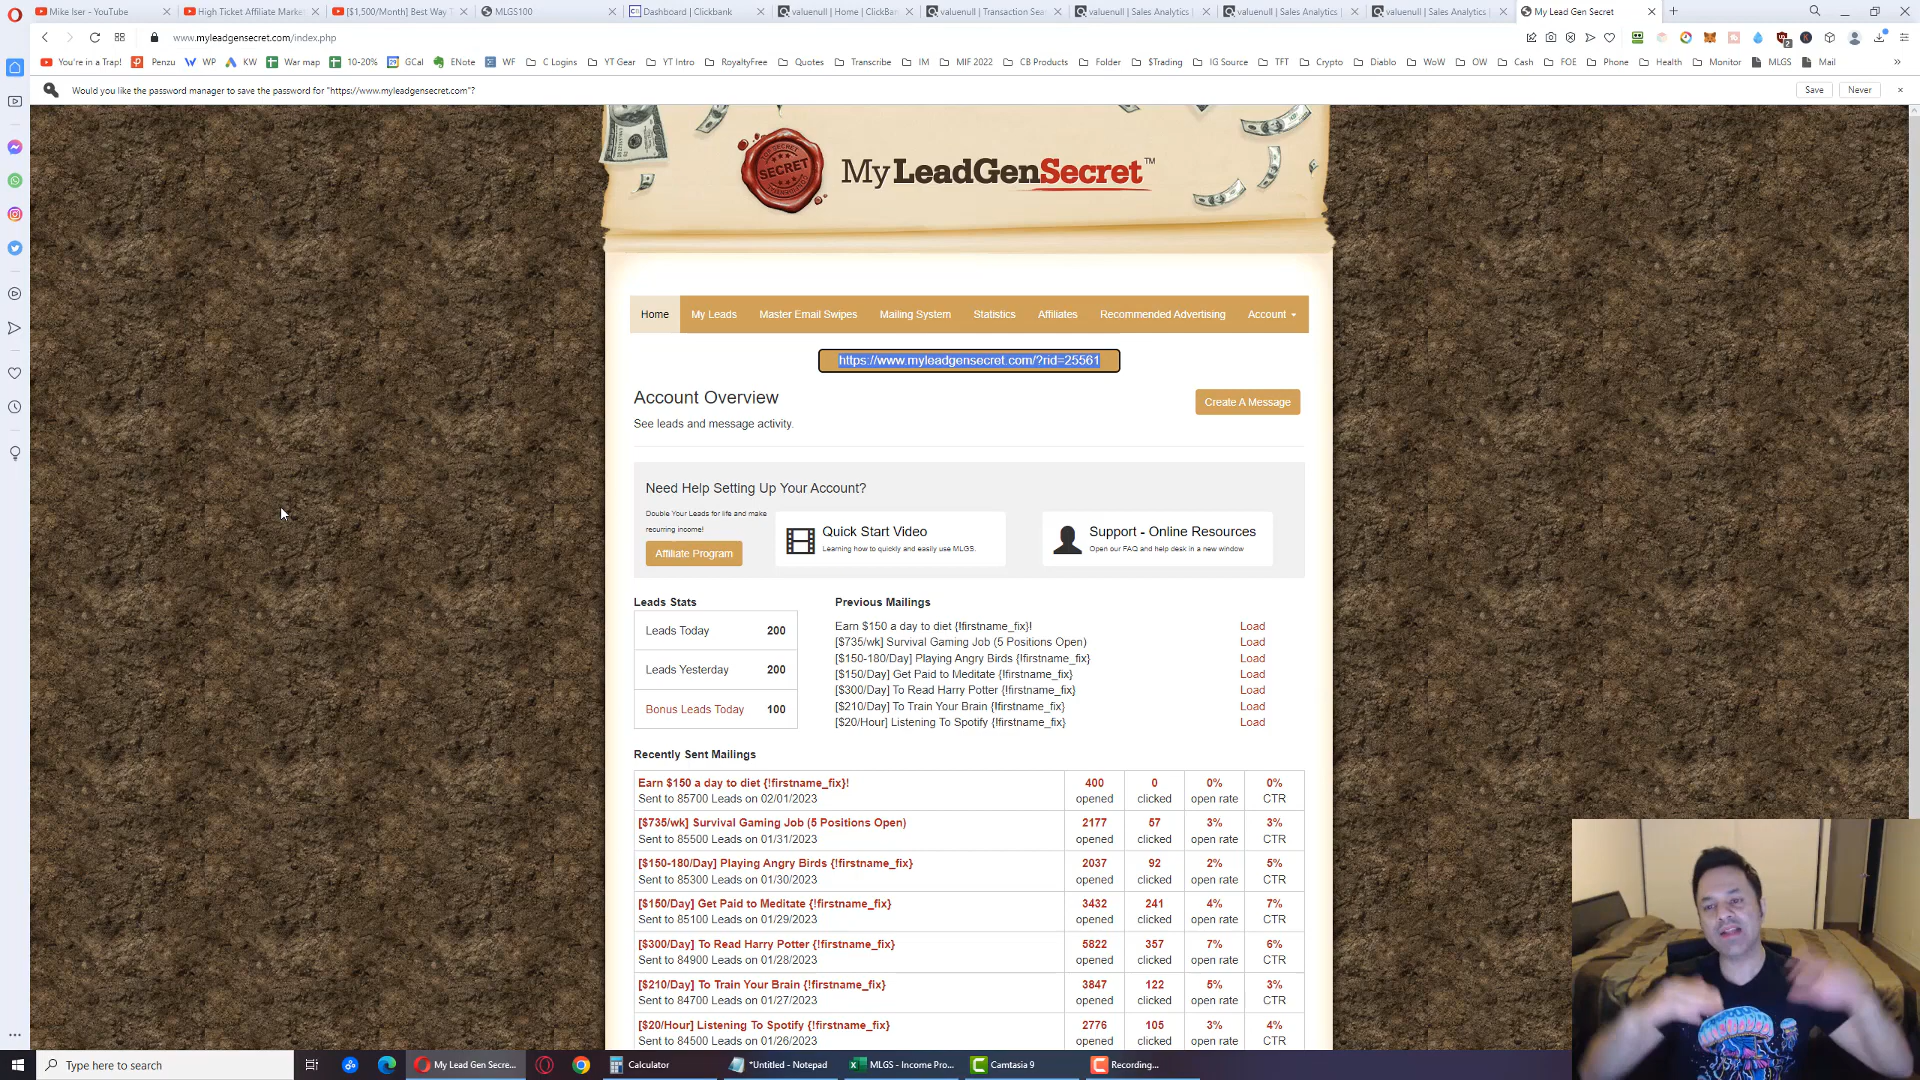 Mike Iser - YouTube
High Ticket Affiliate Market
[$1,500/Month] Best Way T
MLGS100
Dashboard | Clickbank
valuenull | Home | ClickBan
valuenull | Transaction Sear
valuenull | Sales Analytics |
valuenull | Sales Analytics |
valuenull | Sales Analytics |
My Lead Gen Secret
www.myleadgensecret.com/index.php
2
You're in a Trap!
Penzu
WP
KW
War map
10-20%
GCal
ENote
WF
C Logins
YT Gear
YT Intro
RoyaltyFree
Quotes
Transcribe
IM
MIF 2022
CB Products
Folder
$Trading
IG Source
TFT
Crypto
Diablo
WoW
OW
Cash
FOE
Phone
Health
Monitor
MLGS
Mail
Would you like the password manager to save the password for "https://www.myleadgensecret.com"?
Save
Never
SECRET
MyLeadGenSecret™
Home
My Leads
Master Email Swipes
Mailing System
Statistics
Affiliates
Recommended Advertising
Account
https://www.myleadgensecret.com/?rid=25561
Account Overview
Create A Message
See leads and message activity.
Need Help Setting Up Your Account?
Double Your Leads for life and make
recurring income!
Affiliate Program
Quick Start Video
Learning how to quickly and easily use MLGS.
Support - Online Resources
Open our FAQ and help desk in a new window
Leads Stats
Leads Today 200
Leads Yesterday 200
Bonus Leads Today 100
Previous Mailings
Earn $150 a day to diet {!firstname_fix}! Load
[$735/wk] Survival Gaming Job (5 Positions Open) Load
[$150-180/Day] Playing Angry Birds {!firstname_fix} Load
[$150/Day] Get Paid to Meditate {!firstname_fix} Load
[$300/Day] To Read Harry Potter {!firstname_fix} Load
[$210/Day] To Train Your Brain {!firstname_fix} Load
[$20/Hour] Listening To Spotify {!firstname_fix} Load
Recently Sent Mailings
Earn $150 a day to diet {!firstname_fix}! 400 0 0% 0%
Sent to 85700 Leads on 02/01/2023 opened clicked open rate CTR
[$735/wk] Survival Gaming Job (5 Positions Open) 2177 57 3% 3%
Sent to 85500 Leads on 01/31/2023 opened clicked open rate CTR
[$150-180/Day] Playing Angry Birds {!firstname_fix} 2037 92 2% 5%
Sent to 85300 Leads on 01/30/2023 opened clicked open rate CTR
[$150/Day] Get Paid to Meditate {!firstname_fix} 3432 241 4% 7%
Sent to 85100 Leads on 01/29/2023 opened clicked open rate CTR
[$300/Day] To Read Harry Potter {!firstname_fix} 5822 357 7% 6%
Sent to 84900 Leads on 01/28/2023 opened clicked open rate CTR
[$210/Day] To Train Your Brain {!firstname_fix} 3847 122 5% 3%
Sent to 84700 Leads on 01/27/2023 opened clicked open rate CTR
[$20/Hour] Listening To Spotify {!firstname_fix} 2776 105 3% 4%
Sent to 84500 Leads on 01/26/2023 opened clicked open rate CTR
Type here to search
My Lead Gen Secre...
Calculator
*Untitled - Notepad
MLGS - Income Pro...
Camtasia 9
Recording...